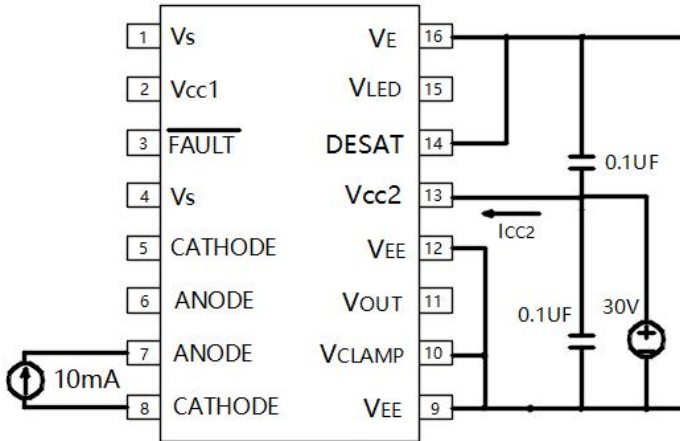 1 Vs VE 16
2 Vcc1 VLED 15
3 FAULT DESAT 14
0.1UF
4 Vs Vcc2 13
ICC2
5 CATHODE VEE 12
6 ANODE VOUT 11
0.1UF 30V
7 ANODE VCLAMP 10
10mA
8 CATHODE VEE 9